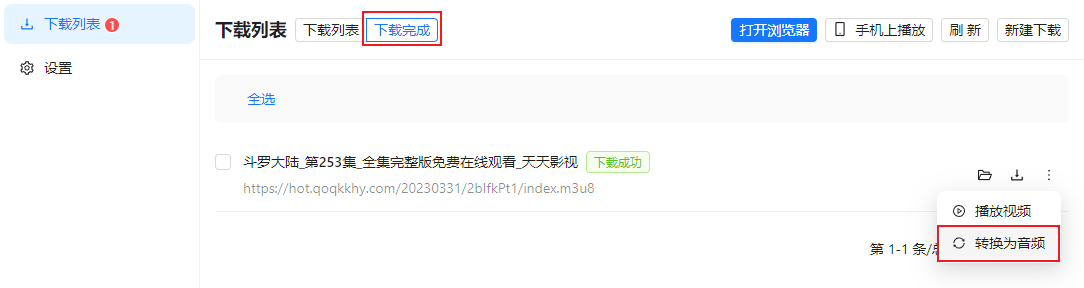 下载列表 1
设置
下载列表 下载列表 下载完成 打开浏览器 手机上播放 刷 新 新建下载
全选
斗罗大陆_第253集_全集完整版免费在线观看_天天影视 下载成功
https://hot.qoqkkhy.com/20230331/2bIfkPt1/index.m3u8
播放视频
转换为音频
第 1-1 条/